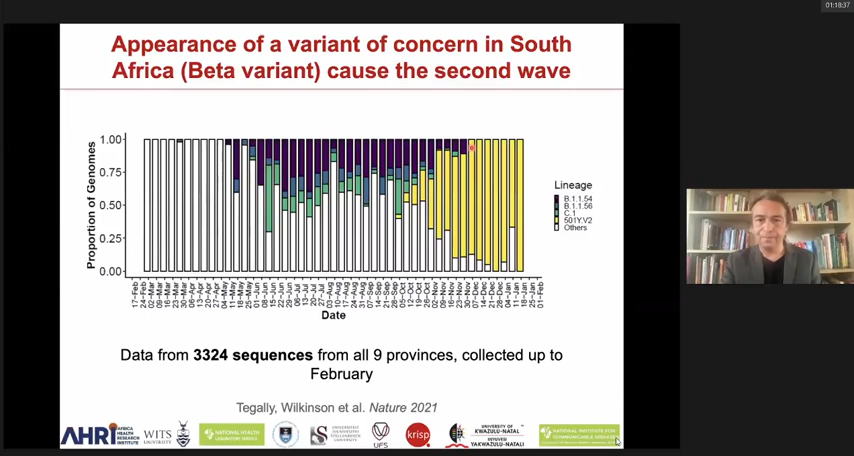 01:18:37
Appearance of a variant of concern in South
Africa (Beta variant) cause the second wave
Proportion of Genomes
1.00
0.75
0.50
0.25
0.00
17-Feb
24-Feb
02-Mar
09-Mar
16-Mar
23-Mar
30-Mar
06-Apr
13-Apr
20-Apr
27-Apr
04-May
11-May
18-May
25-May
01-Jun
08-Jun
15-Jun
22-Jun
29-Jun
06-Jul
13-Jul
20-Jul
27-Jul
03-Aug
10-Aug
17-Aug
24-Aug
31-Aug
07-Sep
14-Sep
21-Sep
28-Sep
05-Oct
12-Oct
19-Oct
26-Oct
02-Nov
09-Nov
16-Nov
23-Nov
30-Nov
07-Dec
14-Dec
21-Dec
28-Dec
04-Jan
11-Jan
18-Jan
25-Jan
01-Feb
Date
Lineage
B.1.1.54
B.1.1.56
C.1
501Y.V2
Others
Data from 3324 sequences from all 9 provinces, collected up to
February
Tegally, Wilkinson et al. Nature 2021
AHRI
AFRICA
HEALTH
RESEARCH
INSTITUTE
WITS
UNIVERSITY
NATIONAL HEALTH
LABORATORY SERVICE
UFS
krisp
UNIVERSITY OF
KWAZULU-NATAL
INYUVESI
YAKWAZULU-NATALI
NATIONAL INSTITUTE FOR
COMMUNICABLE DISEASES